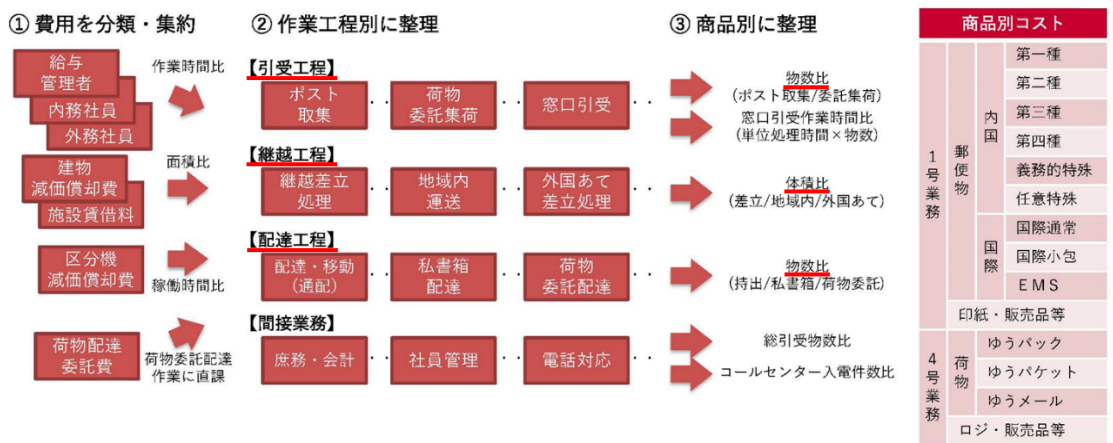 ① 費用を分類・集約
給与
管理者
内務社員
外務社員
作業時間比
建物
減価償却費
施設賃借料
面積比
区分機
減価償却費
稼働時間比
荷物配達
委託費
荷物委託配達
作業に直課
② 作業工程別に整理
【引受工程】
ポスト
取集
・・
荷物
委託集荷
・・
窓口引受
・・
【継越工程】
継越差立
処理
・・
地域内
運送
・・
外国あて
差立処理
・・
【配達工程】
配達・移動
(通配)
・・
私書箱
配達
・・
荷物
委託配達
・・
【間接業務】
庶務・会計
・・
社員管理
・・
電話対応
・・
③ 商品別に整理
物数比
(ポスト取集/委託集荷)
窓口引受作業時間比
(単位処理時間×物数)
体積比
(差立/地域内/外国あて)
物数比
(持出/私書箱/荷物委託)
総引受物数比
コールセンター入電件数比
商品別コスト
1号業務
郵便物
内国
第一種
第二種
第三種
第四種
義務的特殊
任意特殊
国際
国際通常
国際小包
EMS
印紙・販売品等
4号業務
荷物
ゆうパック
ゆうパケット
ゆうメール
ロジ・販売品等